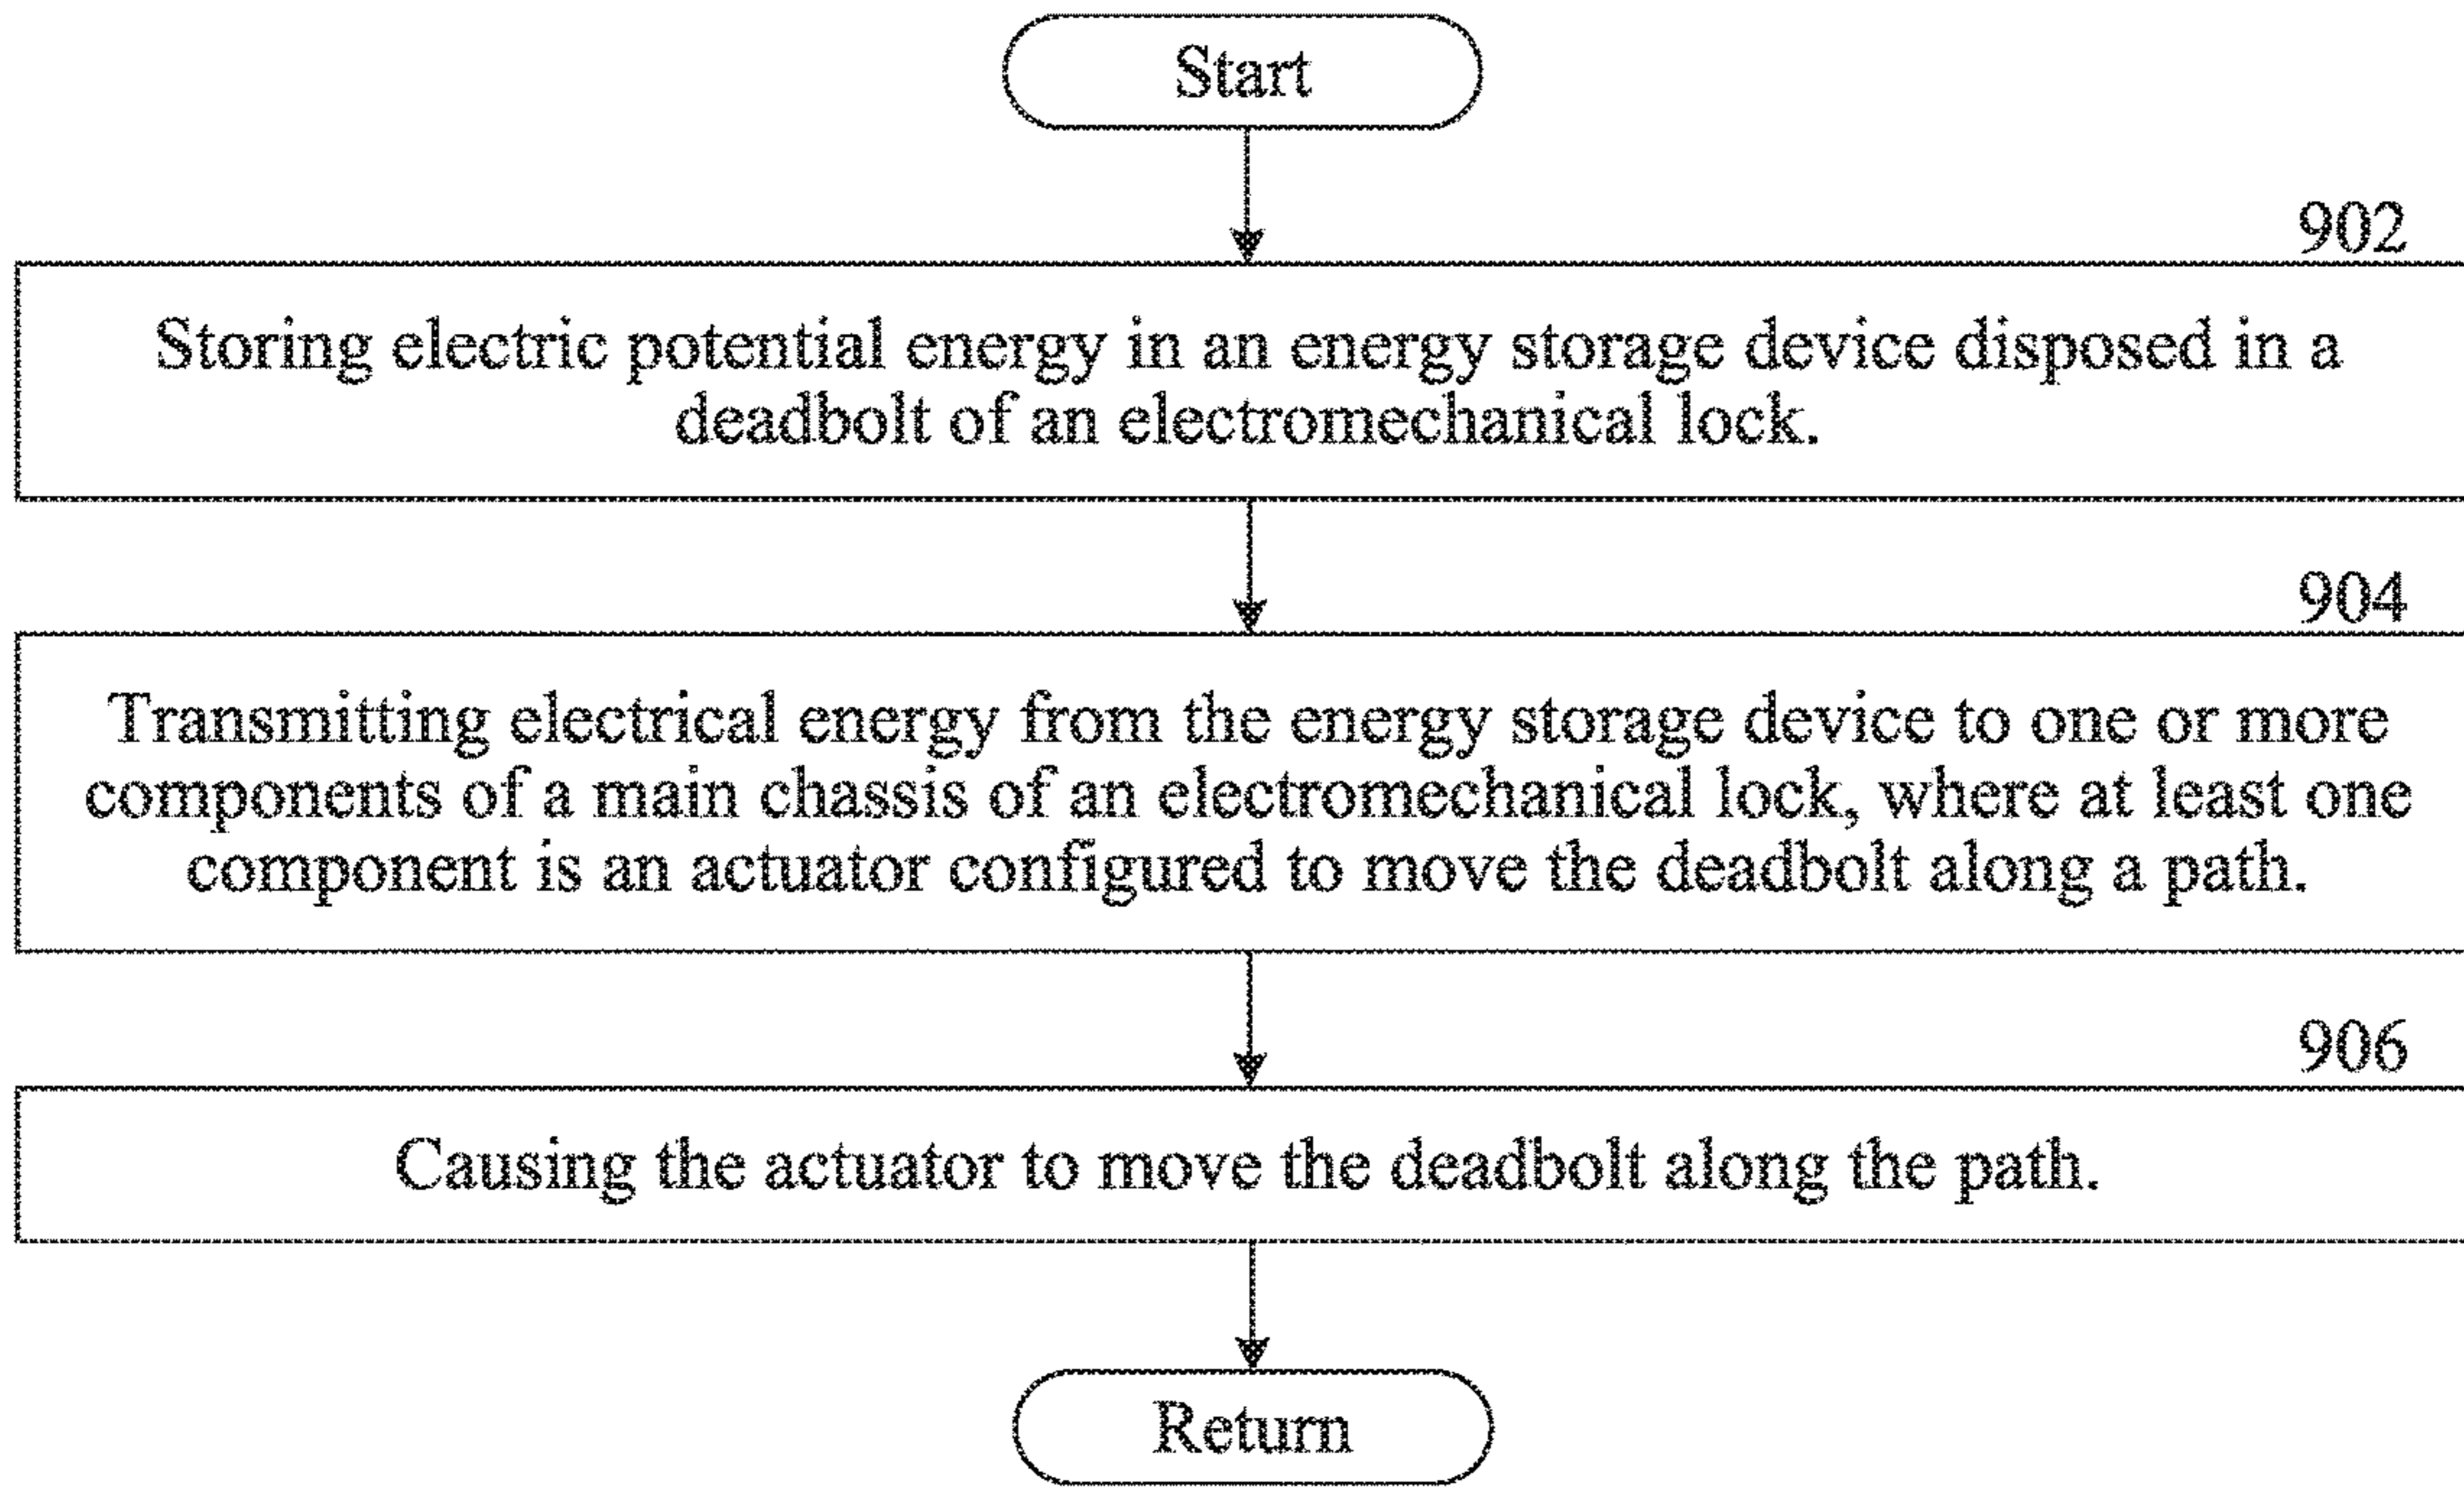 Start
902
Storing electric potential energy in an energy storage device disposed in a
deadbolt of an electromechanical lock.
904
Transmitting electrical energy from the energy storage device to one or more
components of a main chassis of an electromechanical lock, where at least one
component is an actuator configured to move the deadbolt along a path.
906
Causing the actuator to move the deadbolt along the path.
Return